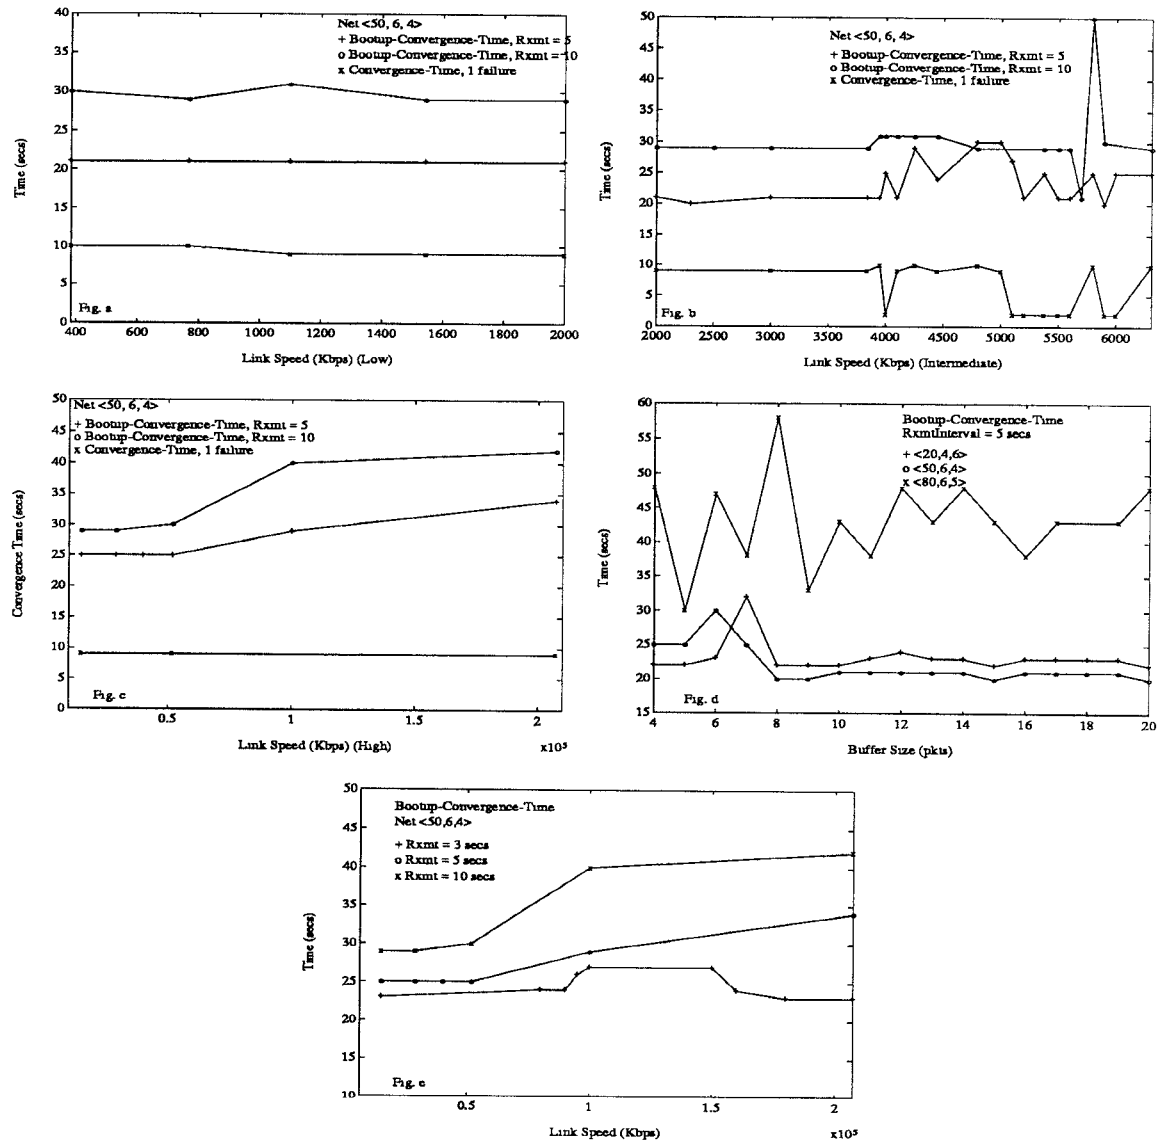 Net <50, 6, 4>
+ Bootup-Convergence-Time, Rxmt = 5
o Bootup-Convergence-Time, Rxmt = 10
x Convergence-Time, 1 failure
40
35
30
25
20
15
10
5
0
Time (secs)
Fig. a
400 600 800 1000 1200 1400 1600 1800 2000
Link Speed (Kbps) (Low)
Net <50, 6, 4>
+ Bootup-Convergence-Time, Rxmt = 5
o Bootup-Convergence-Time, Rxmt = 10
x Convergence-Time, 1 failure
50
45
40
35
30
25
20
15
10
5
0
Time (secs)
Fig. b
2000 2500 3000 3500 4000 4500 5000 5500 6000
Link Speed (Kbps) (Intermediate)
Net <50, 6, 4>
+ Bootup-Convergence-Time, Rxmt = 5
o Bootup-Convergence-Time, Rxmt = 10
x Convergence-Time, 1 failure
50
45
40
35
30
25
20
15
10
5
0
Convergence Time (secs)
Fig. c
0.5 1 1.5 2
Link Speed (Kbps) (High)
x10⁵
Bootup-Convergence-Time
RxmtInterval = 5 secs
+ <20,4,6>
o <50,6,4>
x <80,6,5>
60
55
50
45
40
35
30
25
20
15
Time (secs)
Fig. d
4 6 8 10 12 14 16 18 20
Buffer Size (pkts)
Bootup-Convergence-Time
Net <50,6,4>
+ Rxmt = 3 secs
o Rxmt = 5 secs
x Rxmt = 10 secs
50
45
40
35
30
25
20
15
10
Time (secs)
Fig. e
0.5 1 1.5 2
Link Speed (Kbps)
x10⁵